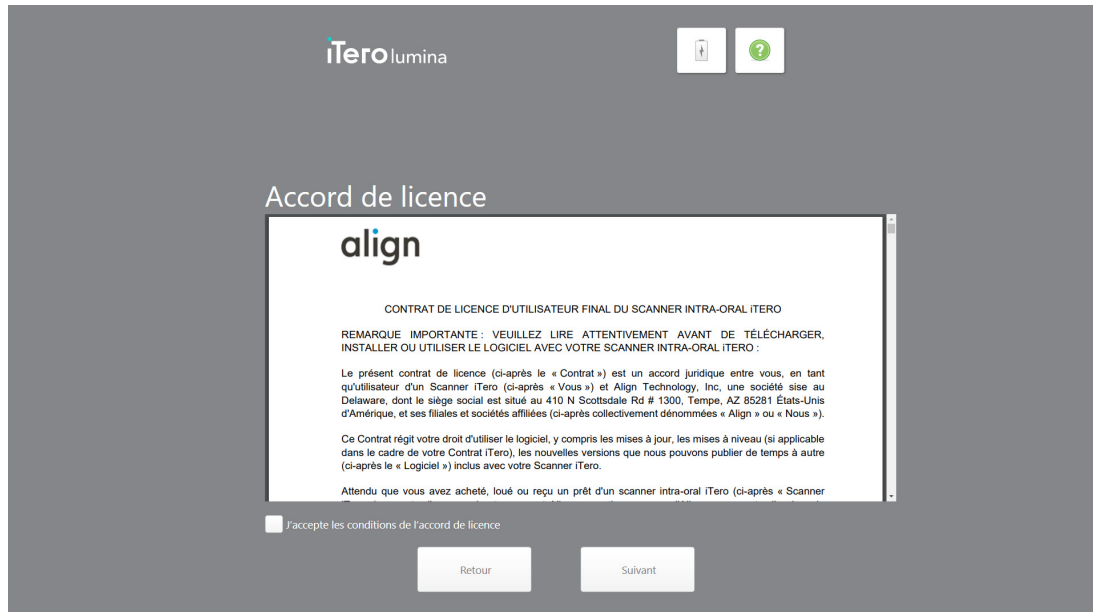 iTero lumina
?
Accord de licence
align
CONTRAT DE LICENCE D'UTILISATEUR FINAL DU SCANNER INTRA-ORAL iTERO
REMARQUE IMPORTANTE : VEUILLEZ LIRE ATTENTIVEMENT AVANT DE TÉLÉCHARGER,
INSTALLER OU UTILISER LE LOGICIEL AVEC VOTRE SCANNER INTRA-ORAL iTERO :
Le présent contrat de licence (ci-après le « Contrat ») est un accord juridique entre vous, en tant
qu'utilisateur d'un Scanner iTero (ci-après « Vous ») et Align Technology, Inc, une société sise au
Delaware, dont le siège social est situé au 410 N Scottsdale Rd # 1300, Tempe, AZ 85281 États-Unis
d'Amérique, et ses filiales et sociétés affiliées (ci-après collectivement dénommées « Align » ou « Nous »).
Ce Contrat régit votre droit d'utiliser le logiciel, y compris les mises à jour, les mises à niveau (si applicable
dans le cadre de votre Contrat iTero), les nouvelles versions que nous pouvons publier de temps à autre
(ci-après le « Logiciel ») inclus avec votre Scanner iTero.
Attendu que vous avez acheté, loué ou reçu un prêt d'un scanner intra-oral iTero (ci-après « Scanner
J'accepte les conditions de l'accord de licence
Retour
Suivant